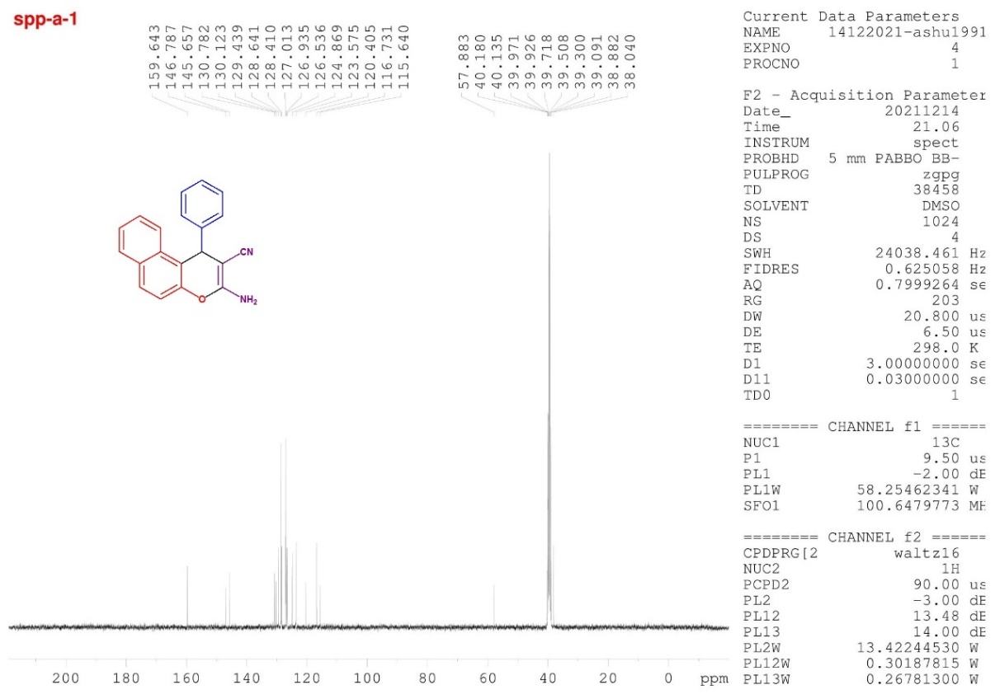 spp-a-1
159.643
146.787
145.657
130.782
130.123
129.439
128.641
128.410
127.013
126.935
126.536
124.869
123.575
120.405
116.731
115.640
57.883
40.180
40.135
39.971
39.926
39.718
39.508
39.300
39.091
38.882
38.040
CN
O
NH2
200 180 160 140 120 100 80 60 40 20 0 ppm
Current Data Parameters
NAME 14122021-ashu1991
EXPNO 4
PROCNO 1
F2 - Acquisition Parameter
Date_ 20211214
Time 21.06
INSTRUM spect
PROBHD 5 mm PABBO BB-
PULPROG zgpg
TD 38458
SOLVENT DMSO
NS 1024
DS 4
SWH 24038.461 Hz
FIDRES 0.625058 Hz
AQ 0.7999264 se
RG 203
DW 20.800 us
DE 6.50 us
TE 298.0 K
D1 3.00000000 se
D11 0.03000000 se
TD0 1
======== CHANNEL f1 ======
NUC1 13C
P1 9.50 us
PL1 -2.00 dB
PL1W 58.25462341 W
SFO1 100.6479773 MH
======== CHANNEL f2 ======
CPDPRG[2 waltz16
NUC2 1H
PCPD2 90.00 us
PL2 -3.00 dB
PL12 13.48 dB
PL13 14.00 dB
PL2W 13.42244530 W
PL12W 0.30187815 W
PL13W 0.26781300 W